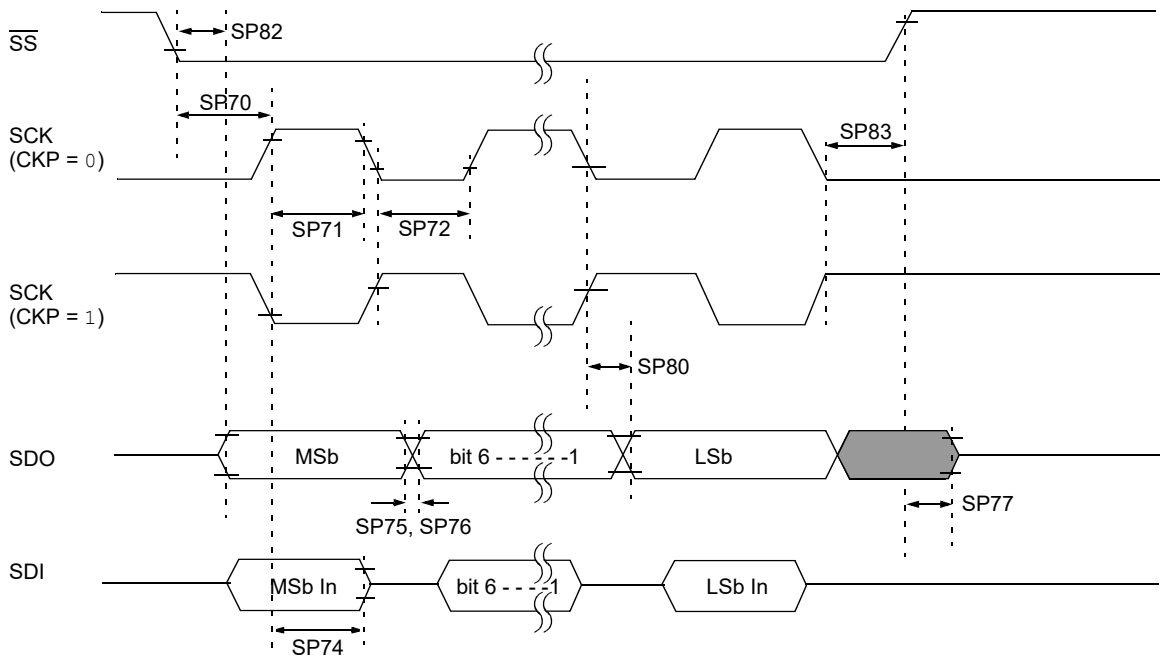 SS
SP82
SP70
SCK
(CKP = 0)
SP83
SP71
SP72
SCK
(CKP = 1)
SP80
SDO
MSb
bit 6 - - - - - -1
LSb
SP75, SP76
SP77
SDI
MSb In
bit 6 - - - -1
LSb In
SP74